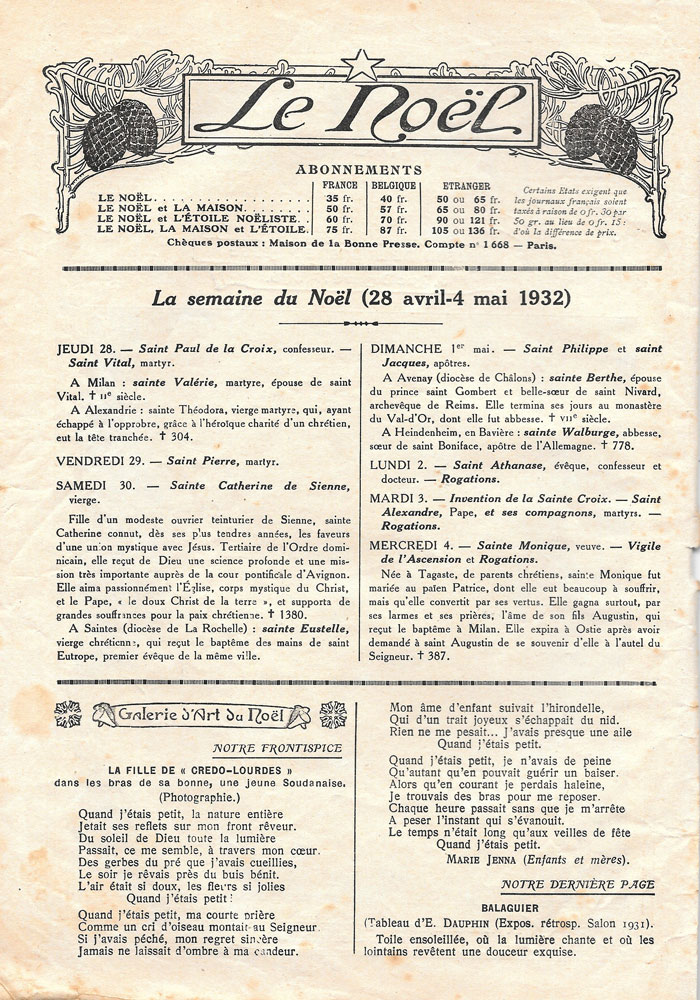 Le Noël
ABONNEMENTS
FRANCE BELGIQUE ETRANGER
LE NOËL. . . . . . . . . . . . . . . . . . . . . . 35 fr. 40 fr. 50 ou 65 fr.
LE NOËL et LA MAISON. . . . . . . . 50 fr. 57 fr. 65 ou 80 fr.
LE NOËL et L'ÉTOILE NOËLISTE. . 60 fr. 70 fr. 90 ou 121 fr.
LE NOËL, LA MAISON et L'ÉTOILE. 75 fr. 87 fr. 105 ou 136 fr.
Certains Etats exigent que
les journaux français soient
taxés à raison de 0 fr. 30 par
50 gr. au lieu de 0 fr. 15 :
d'où la différence de prix.
Chèques postaux : Maison de la Bonne Presse. Compte n° 1668 — Paris.
La semaine du Noël (28 avril-4 mai 1932)
JEUDI 28. — Saint Paul de la Croix, confesseur. —
Saint Vital, martyr.
A Milan : sainte Valérie, martyre, épouse de saint
Vital. † IIe siècle.
A Alexandrie : sainte Théodora, vierge martyre, qui, ayant
échappé à l'opprobre, grâce à l'héroïque charité d'un chrétien,
eut la tête tranchée. † 304.
VENDREDI 29. — Saint Pierre, martyr.
SAMEDI 30. — Sainte Catherine de Sienne,
vierge.
Fille d'un modeste ouvrier teinturier de Sienne, sainte
Catherine connut, dès ses plus tendres années, les faveurs
d'une union mystique avec Jésus. Tertiaire de l'Ordre domi-
nicain, elle reçut de Dieu une science profonde et une mis-
sion très importante auprès de la cour pontificale d'Avignon.
Elle aima passionnément l'Église, corps mystique du Christ,
et le Pape, « le doux Christ de la terre », et supporta de
grandes souffrances pour la paix chrétienne. † 1380.
A Saintes (diocèse de La Rochelle) : sainte Eustelle,
vierge chrétienne, qui reçut le baptême des mains de saint
Eutrope, premier évêque de la même ville.
DIMANCHE 1er mai. — Saint Philippe et saint
Jacques, apôtres.
A Avenay (diocèse de Châlons) : sainte Berthe, épouse
du prince saint Gombert et belle-sœur de saint Nivard,
archevêque de Reims. Elle termina ses jours au monastère
du Val-d'Or, dont elle fut abbesse. † VIIe siècle.
A Heindenheim, en Bavière : sainte Walburge, abbesse,
sœur de saint Boniface, apôtre de l'Allemagne. † 778.
LUNDI 2. — Saint Athanase, évêque, confesseur et
docteur. — Rogations.
MARDI 3. — Invention de la Sainte Croix. — Saint
Alexandre, Pape, et ses compagnons, martyrs. —
Rogations.
MERCREDI 4. — Sainte Monique, veuve. — Vigile
de l'Ascension et Rogations.
Née à Tagaste, de parents chrétiens, sainte Monique fut
mariée au païen Patrice, dont elle eut beaucoup à souffrir,
mais qu'elle convertit par ses vertus. Elle gagna surtout, par
ses larmes et ses prières, l'âme de son fils Augustin, qui
reçut le baptême à Milan. Elle expira à Ostie après avoir
demandé à saint Augustin de se souvenir d'elle à l'autel du
Seigneur. † 387.
Galerie d'Art du Noël
NOTRE FRONTISPICE
LA FILLE DE « CREDO-LOURDES »
dans les bras de sa bonne, une jeune Soudanaise.
(Photographie.)
Quand j'étais petit, la nature entière
Jetait ses reflets sur mon front rêveur.
Du soleil de Dieu toute la lumière
Passait, ce me semble, à travers mon cœur.
Des gerbes du pré que j'avais cueillies,
Le soir je rêvais près du buis bénit.
L'air était si doux, les fleurs si jolies
Quand j'étais petit !
Quand j'étais petit, ma courte prière
Comme un cri d'oiseau montait au Seigneur.
Si j'avais péché, mon regret sincère
Jamais ne laissait d'ombre à ma candeur.
Mon âme d'enfant suivait l'hirondelle,
Qui d'un trait joyeux s'échappait du nid.
Rien ne me pesait... J'avais presque une aile
Quand j'étais petit.
Quand j'étais petit, je n'avais de peine
Qu'autant qu'en pouvait guérir un baiser.
Alors qu'en courant je perdais haleine,
Je trouvais des bras pour me reposer.
Chaque heure passait sans que je m'arrête
A peser l'instant qui s'évanouit.
Le temps n'était long qu'aux veilles de fête
Quand j'étais petit.
MARIE JENNA (Enfants et mères).
NOTRE DERNIÈRE PAGE
BALAGUIER
(Tableau d'E. DAUPHIN (Expos. rétrosp. Salon 1931).
Toile ensoleillée, où la lumière chante et où les
lointains revêtent une douceur exquise.